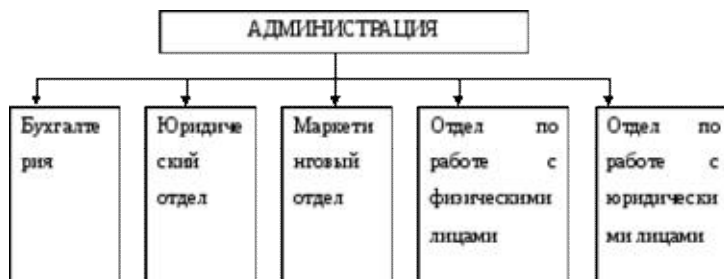 АДМИНИСТРАЦИЯ
Бухгалте
рия
Юридиче
ский
отдел
Маркети
нговый
отдел
Отдел по
работе с
физическими
лицами
Отдел по
работе с
юридически
ми лицами